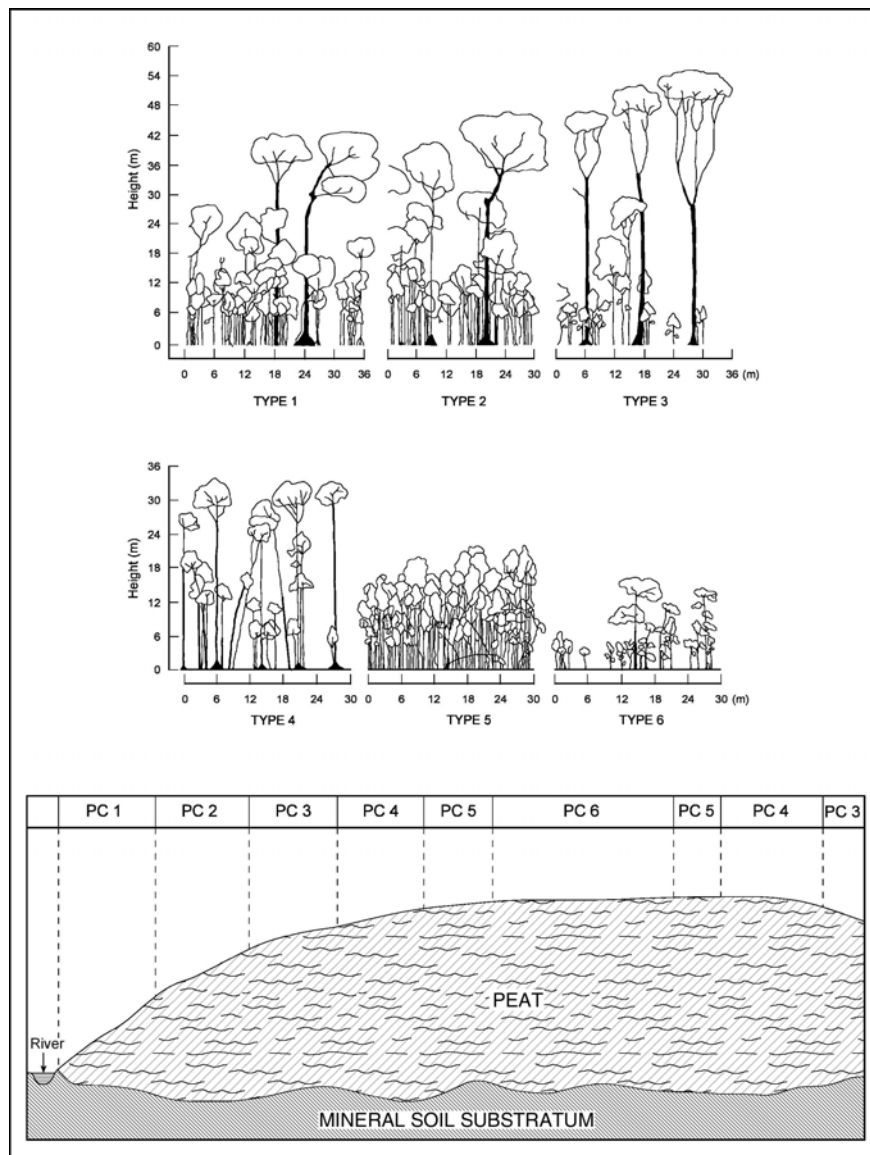 60
54
48
42
36
30
24
18
12
6
0
Height (m)
0 6 12 18 24 30 36
0 6 12 18 24 30
0 6 12 18 24 30 36 (m)
TYPE 1
TYPE 2
TYPE 3
36
30
24
18
12
6
0
Height (m)
0 6 12 18 24 30
0 6 12 18 24 30
0 6 12 18 24 30 (m)
TYPE 4
TYPE 5
TYPE 6
PC 1 PC 2 PC 3 PC 4 PC 5 PC 6 PC 5 PC 4 PC 3
PEAT
River
MINERAL SOIL SUBSTRATUM